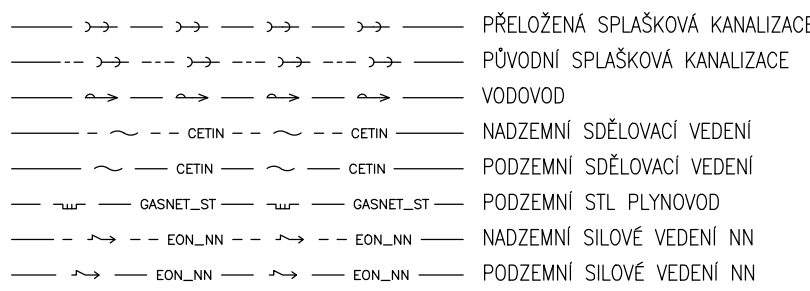 PŘELOŽENÁ SPLAŠKOVÁ KANALIZACE
PŮVODNÍ SPLAŠKOVÁ KANALIZACE
VODOVOD
CETIN CETIN NADZEMNÍ SDĚLOVACÍ VEDENÍ
CETIN CETIN PODZEMNÍ SDĚLOVACÍ VEDENÍ
GASNET_ST GASNET_ST PODZEMNÍ STL PLYNOVOD
EON_NN EON_NN NADZEMNÍ SILOVÉ VEDENÍ NN
EON_NN EON_NN PODZEMNÍ SILOVÉ VEDENÍ NN